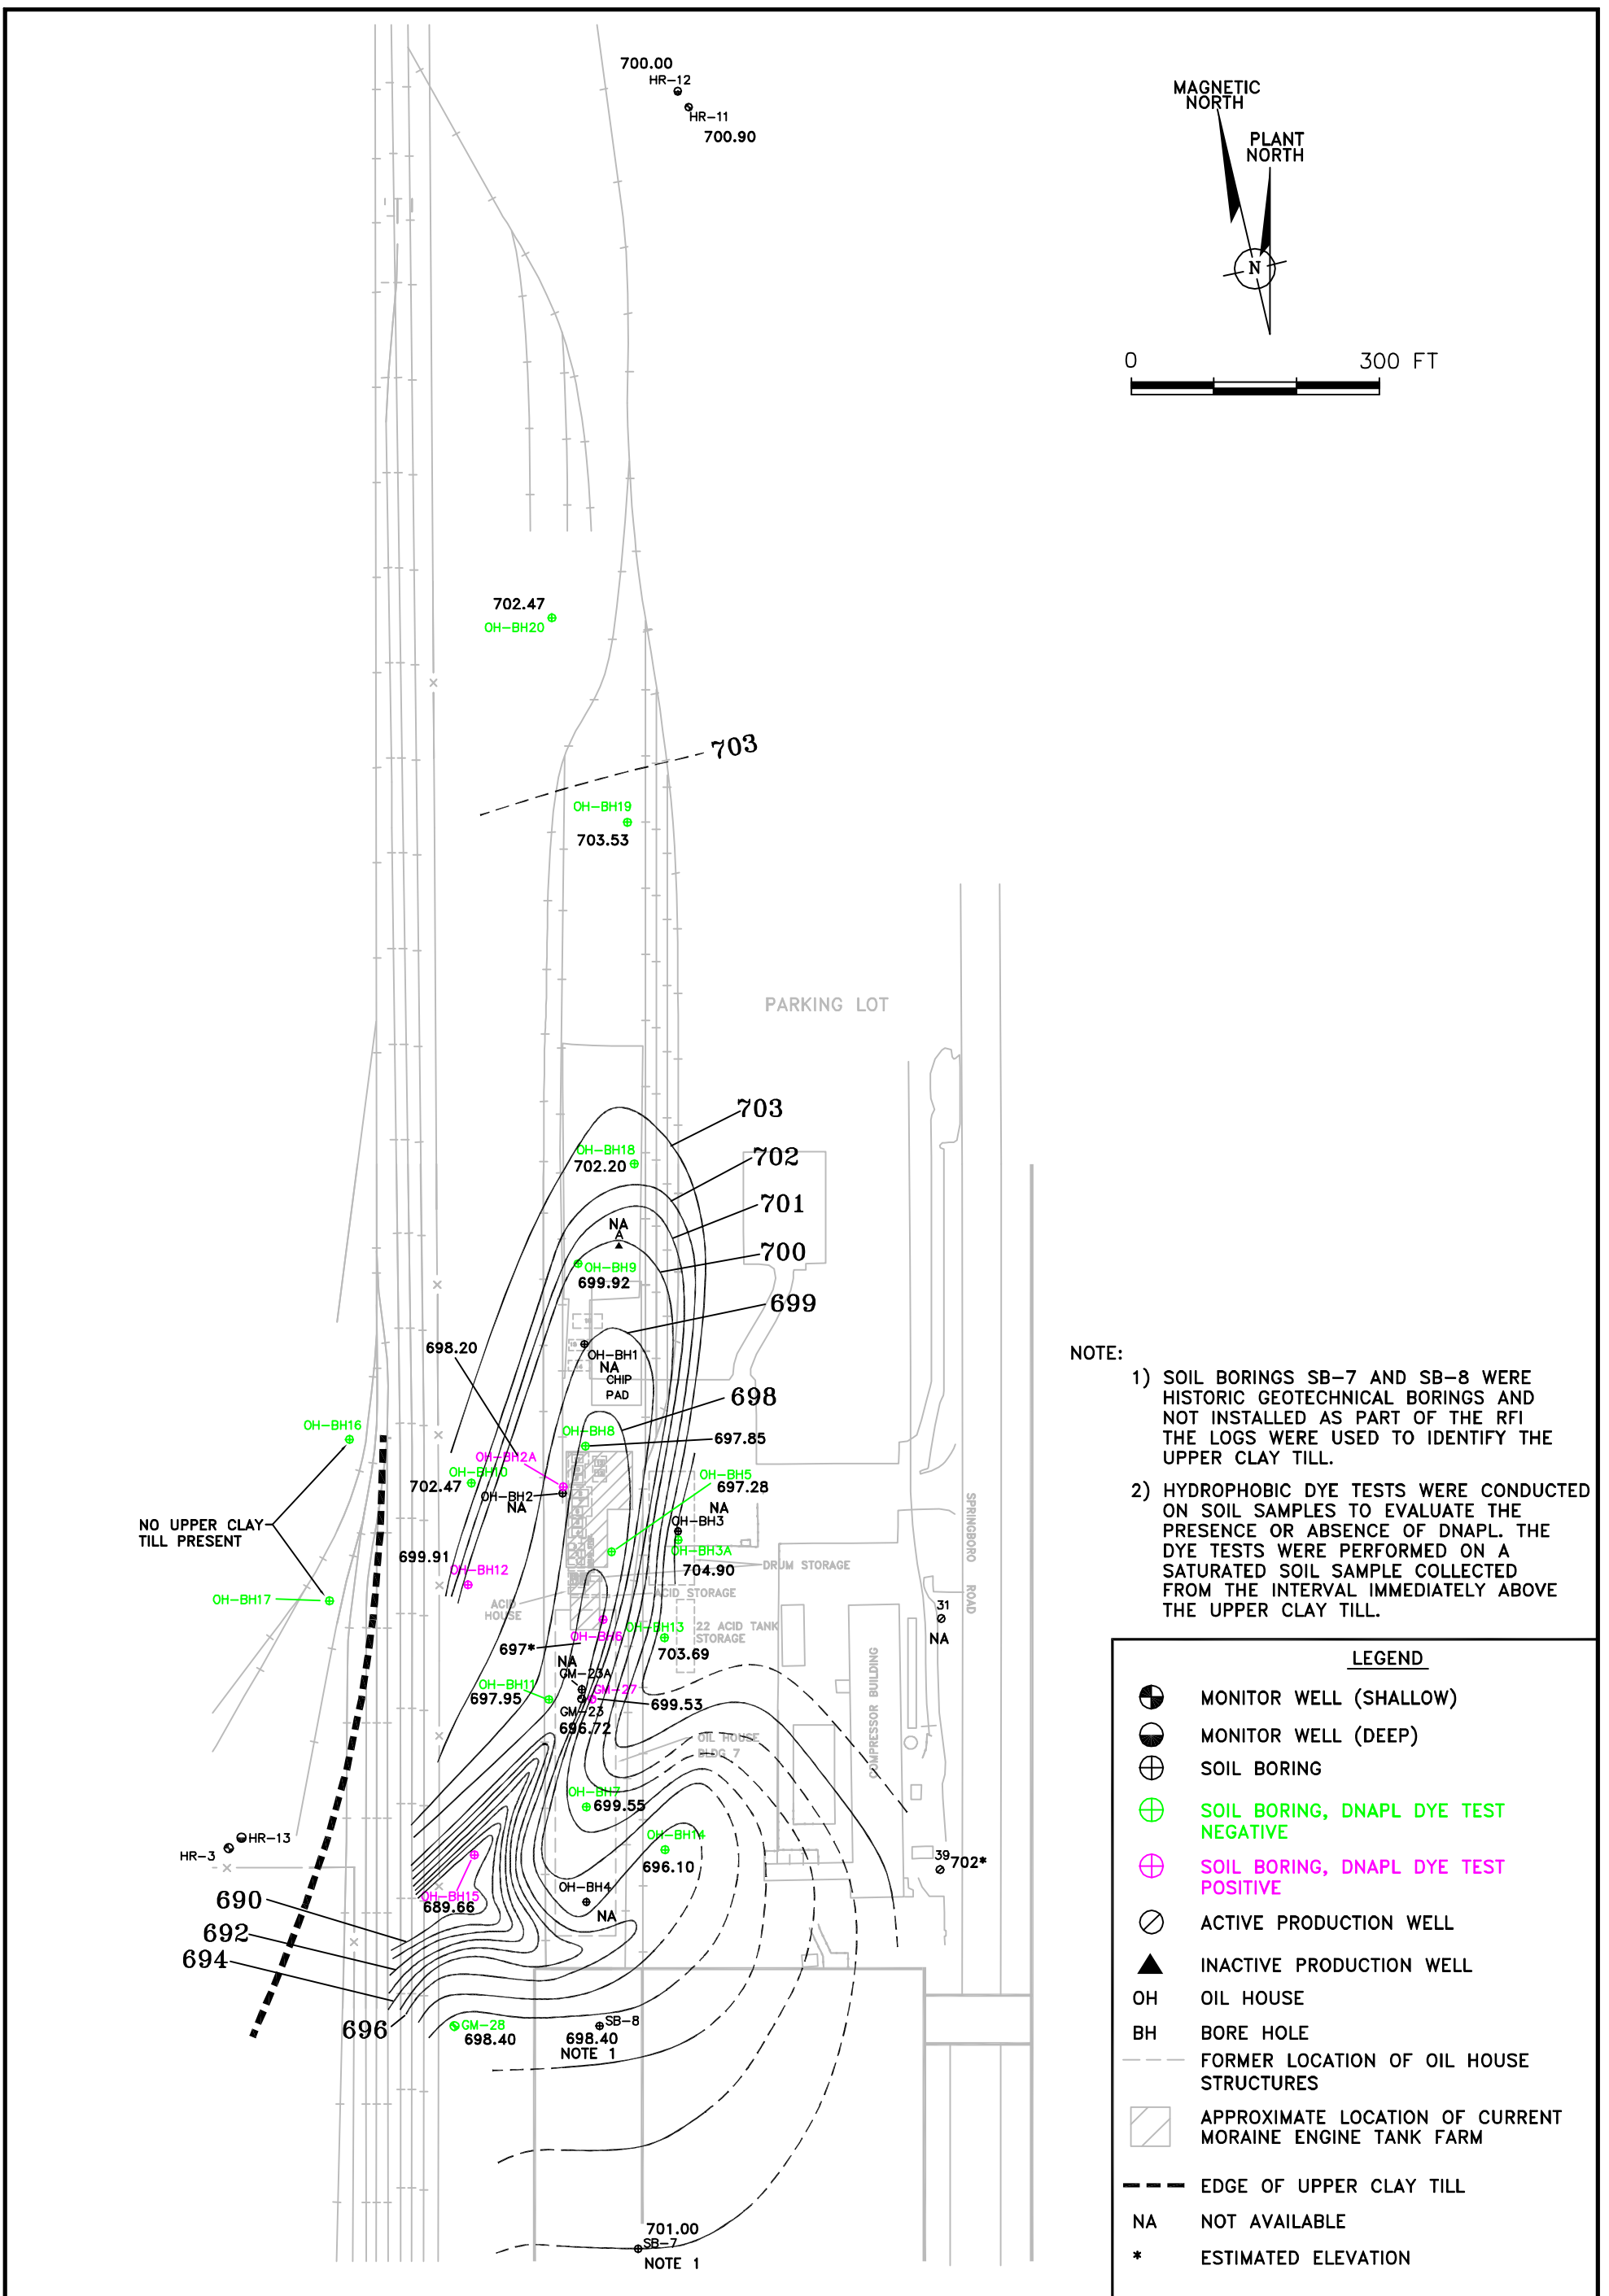 700.00
HR-12
HR-11
700.90
MAGNETIC
NORTH
PLANT
NORTH
N
0
300 FT
702.47
OH-BH20
703
OH-BH19
703.53
PARKING LOT
703
OH-BH18
702.20
702
701
NA
A
700
OH-BH9
699.92
699
698.20
OH-BH1
NA
CHIP
PAD
698
OH-BH16
OH-BH8
697.85
OH-BH2A
OH-BH10
702.47
OH-BH2
NA
OH-BH5
697.28
NA
OH-BH3
OH-BH3A
704.90
NO UPPER CLAY
TILL PRESENT
699.91
OH-BH12
DRUM STORAGE
ACID STORAGE
ACID
HOUSE
OH-BH17
OH-BH6
OH-BH13
703.69
22 ACID TANK
STORAGE
697*
NA
GM-23A
OH-BH11
697.95
GM-27
GM-23
696.72
699.53
OIL HOUSE
BLDG 7
COMPRESSOR BUILDING
SPRINGBORO ROAD
31
NA
OH-BH7
699.55
HR-13
HR-3
OH-BH14
696.10
39
702*
OH-BH4
NA
OH-BH15
689.66
690
692
694
696
GM-28
698.40
SB-8
698.40
NOTE 1
701.00
SB-7
NOTE 1
NOTE:
1) SOIL BORINGS SB-7 AND SB-8 WERE
HISTORIC GEOTECHNICAL BORINGS AND
NOT INSTALLED AS PART OF THE RFI
THE LOGS WERE USED TO IDENTIFY THE
UPPER CLAY TILL.
2) HYDROPHOBIC DYE TESTS WERE CONDUCTED
ON SOIL SAMPLES TO EVALUATE THE
PRESENCE OR ABSENCE OF DNAPL. THE
DYE TESTS WERE PERFORMED ON A
SATURATED SOIL SAMPLE COLLECTED
FROM THE INTERVAL IMMEDIATELY ABOVE
THE UPPER CLAY TILL.
LEGEND
MONITOR WELL (SHALLOW)
MONITOR WELL (DEEP)
SOIL BORING
SOIL BORING, DNAPL DYE TEST
NEGATIVE
SOIL BORING, DNAPL DYE TEST
POSITIVE
ACTIVE PRODUCTION WELL
INACTIVE PRODUCTION WELL
OH OIL HOUSE
BH BORE HOLE
FORMER LOCATION OF OIL HOUSE
STRUCTURES
APPROXIMATE LOCATION OF CURRENT
MORAINE ENGINE TANK FARM
EDGE OF UPPER CLAY TILL
NA NOT AVAILABLE
* ESTIMATED ELEVATION